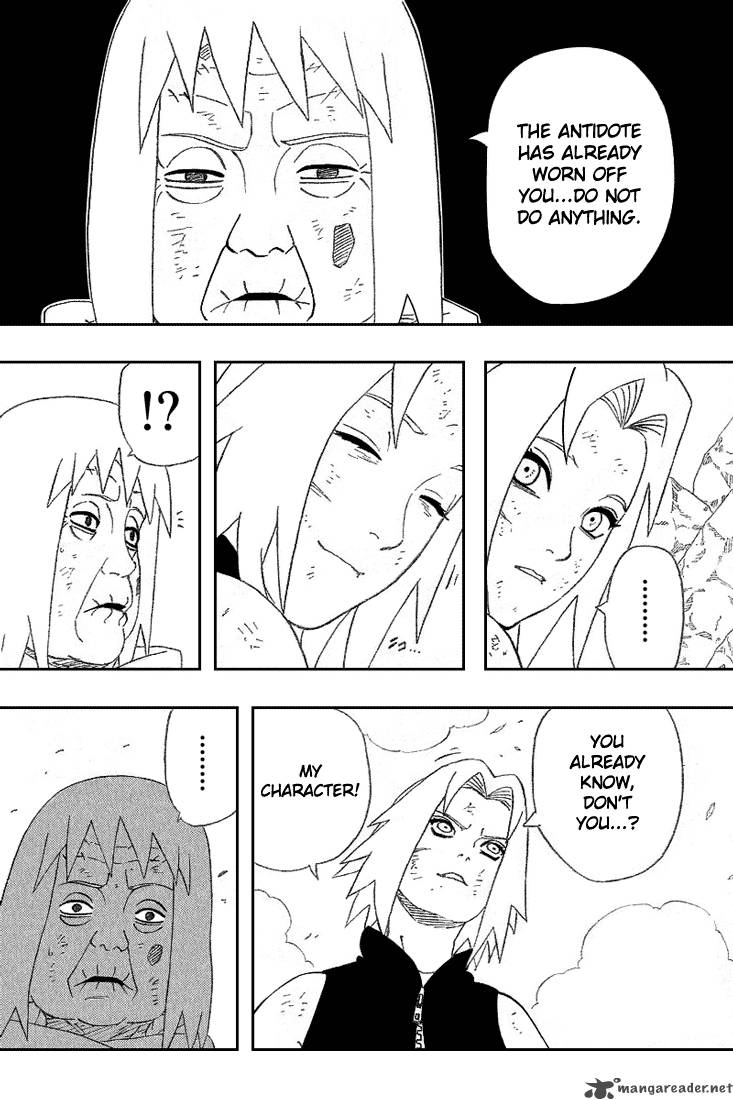 THE ANTIDOTE
HAS ALREADY
WORN OFF
YOU...DO NOT
DO ANYTHING.
........
!?
YOU
ALREADY
KNOW,
DON'T
YOU...?
MY
CHARACTER!
........
mangareader.net